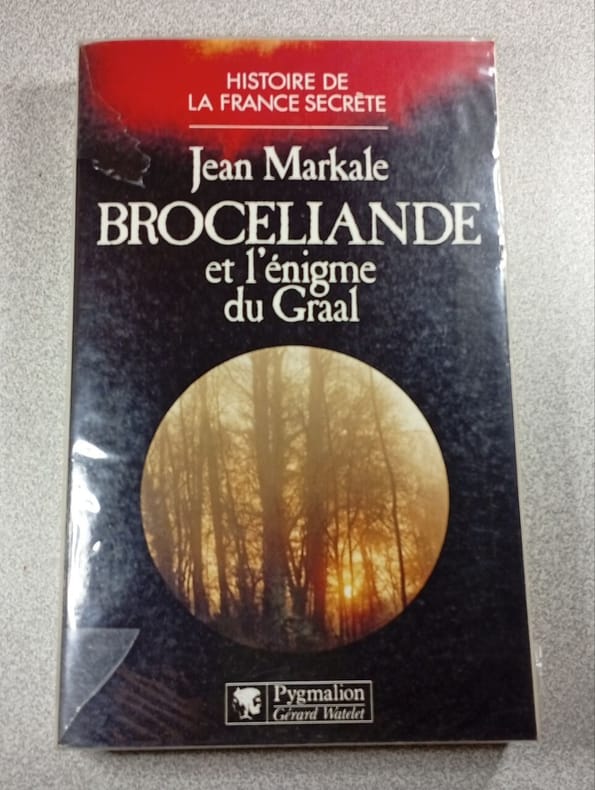 HISTOIRE DE
LA FRANCE SECRÈTE
Jean Markale
BROCELIANDE
et l'énigme
du Graal
Pygmalion
Gérard Watelet